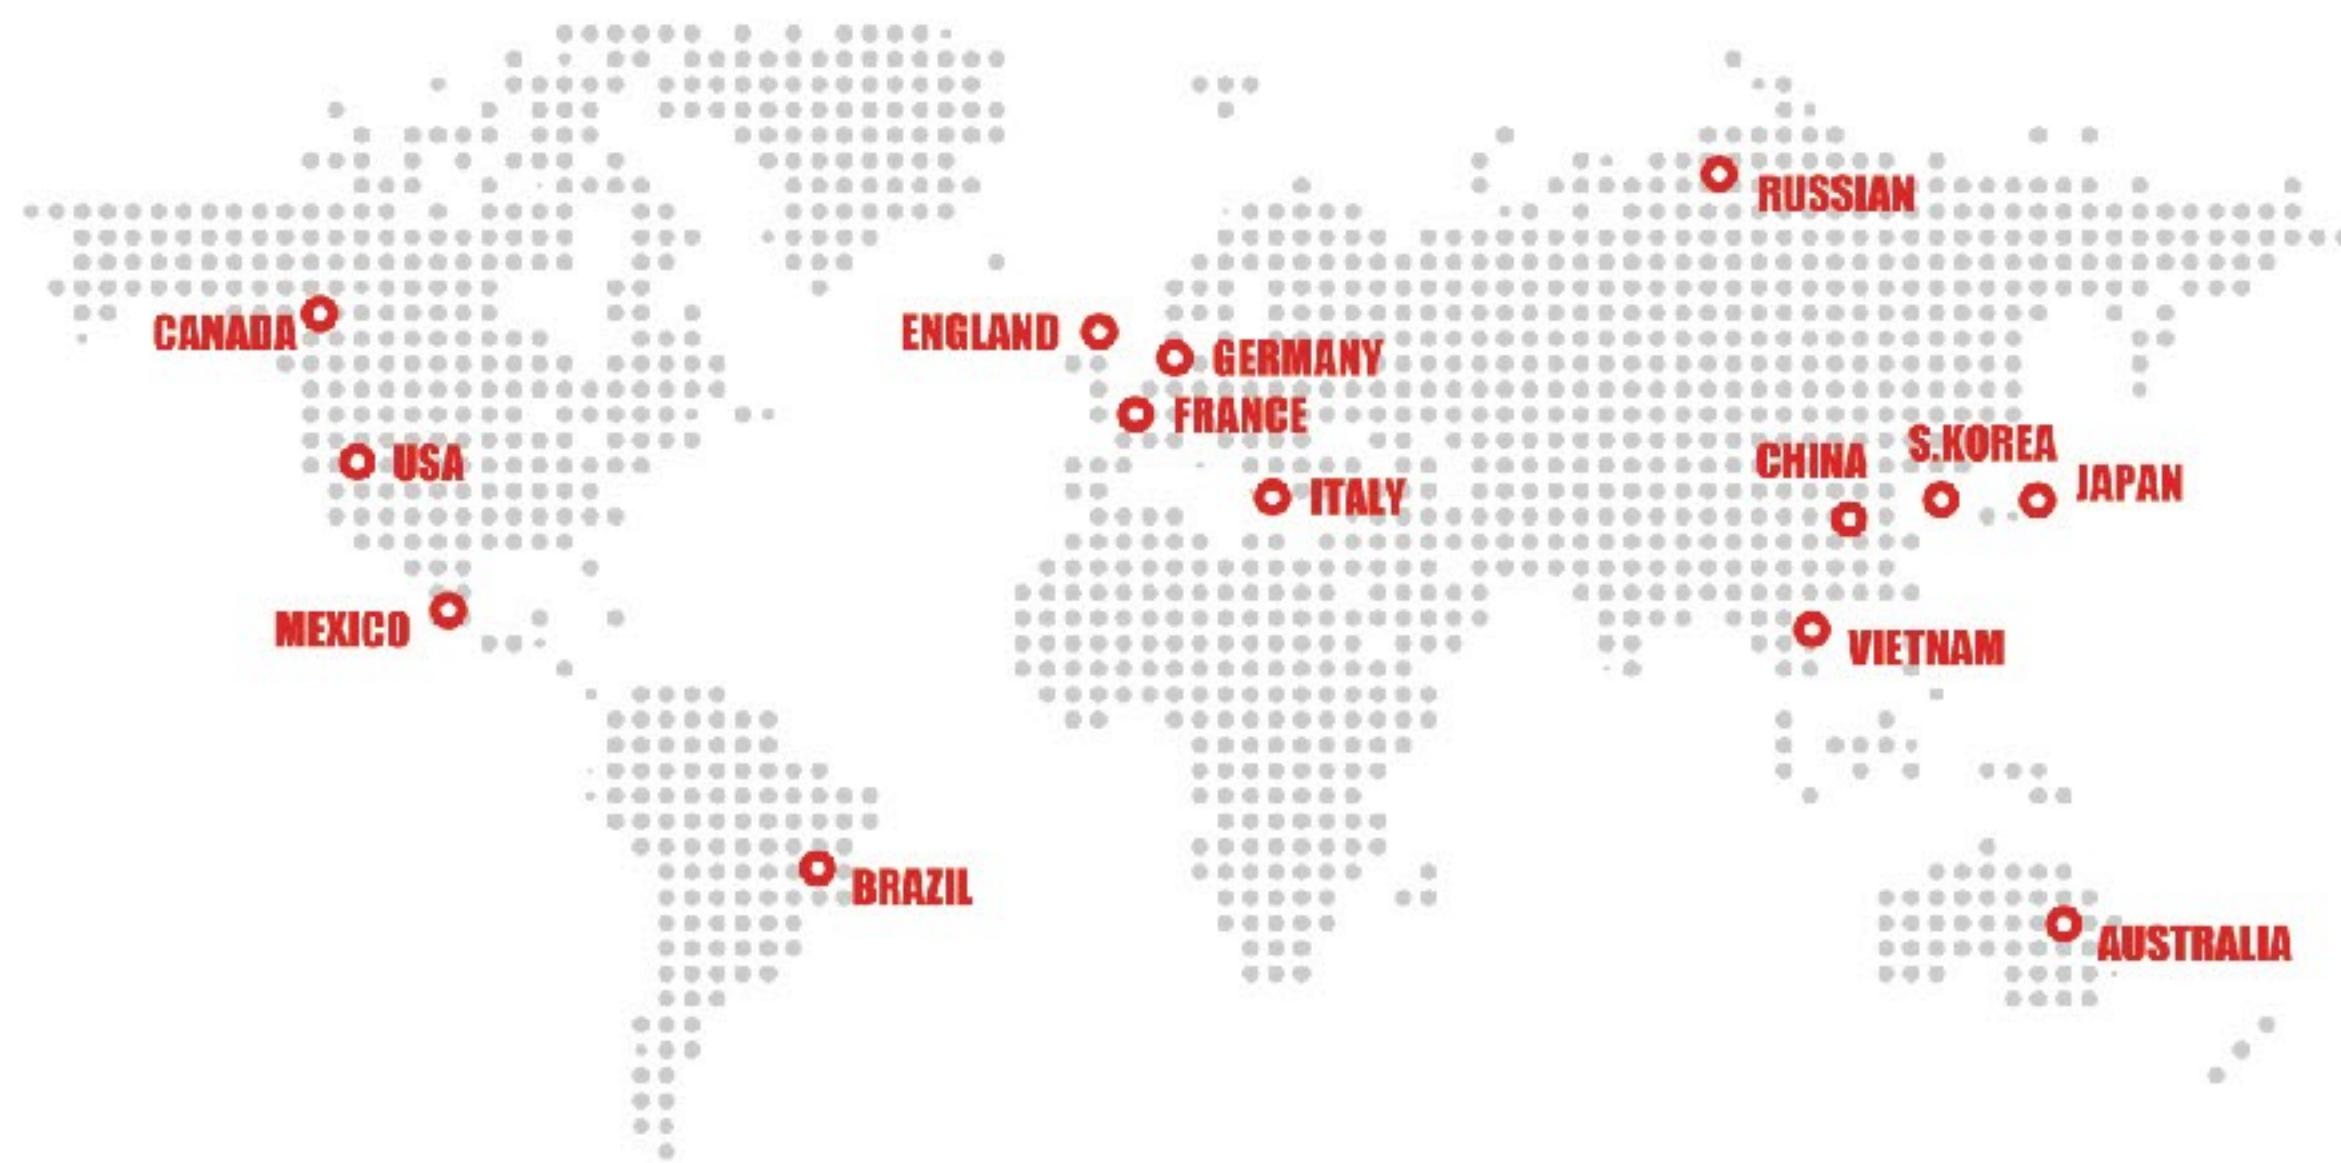 RUSSIAN
CANADA
ENGLAND
GERMANY
FRANCE
USA
CHINA
S.KOREA
JAPAN
ITALY
MEXICO
VIETNAM
BRAZIL
AUSTRALIA